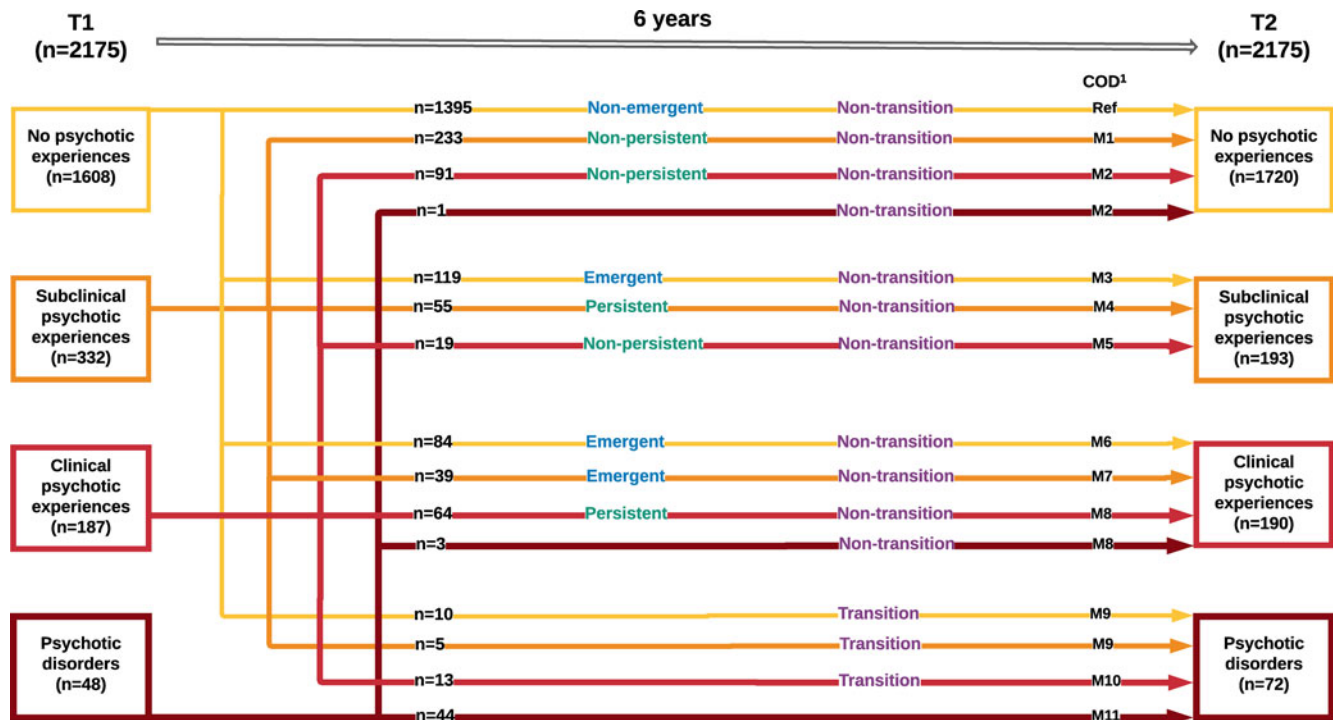 T1
(n=2175)
6 years
T2
(n=2175)
COD¹
No psychotic
experiences
(n=1608)
n=1395 Non-emergent Non-transition Ref
n=233 Non-persistent Non-transition M1
n=91 Non-persistent Non-transition M2
n=1 Non-transition M2
No psychotic
experiences
(n=1720)
Subclinical
psychotic
experiences
(n=332)
n=119 Emergent Non-transition M3
n=55 Persistent Non-transition M4
n=19 Non-persistent Non-transition M5
Subclinical
psychotic
experiences
(n=193)
Clinical
psychotic
experiences
(n=187)
n=84 Emergent Non-transition M6
n=39 Emergent Non-transition M7
n=64 Persistent Non-transition M8
n=3 Non-transition M8
Clinical
psychotic
experiences
(n=190)
Psychotic
disorders
(n=48)
n=10 Transition M9
n=5 Transition M9
n=13 Transition M10
n=44 M11
Psychotic
disorders
(n=72)